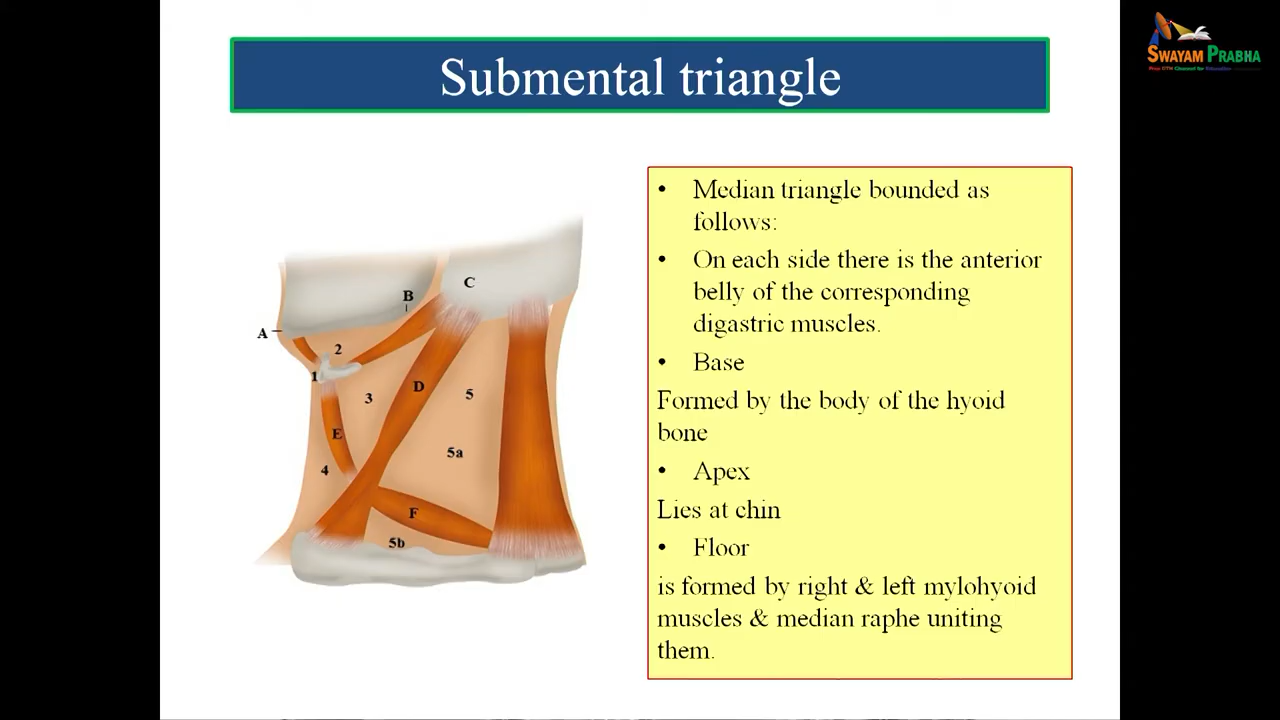 Submental triangle
SWAYAM PRABHA
• Median triangle bounded as
follows:
• On each side there is the anterior
belly of the corresponding
digastric muscles.
• Base
Formed by the body of the hyoid
bone
• Apex
Lies at chin
• Floor
is formed by right & left mylohyoid
muscles & median raphe uniting
them.
C
B
A
2
1
D
3
5
E
5a
4
F
5b